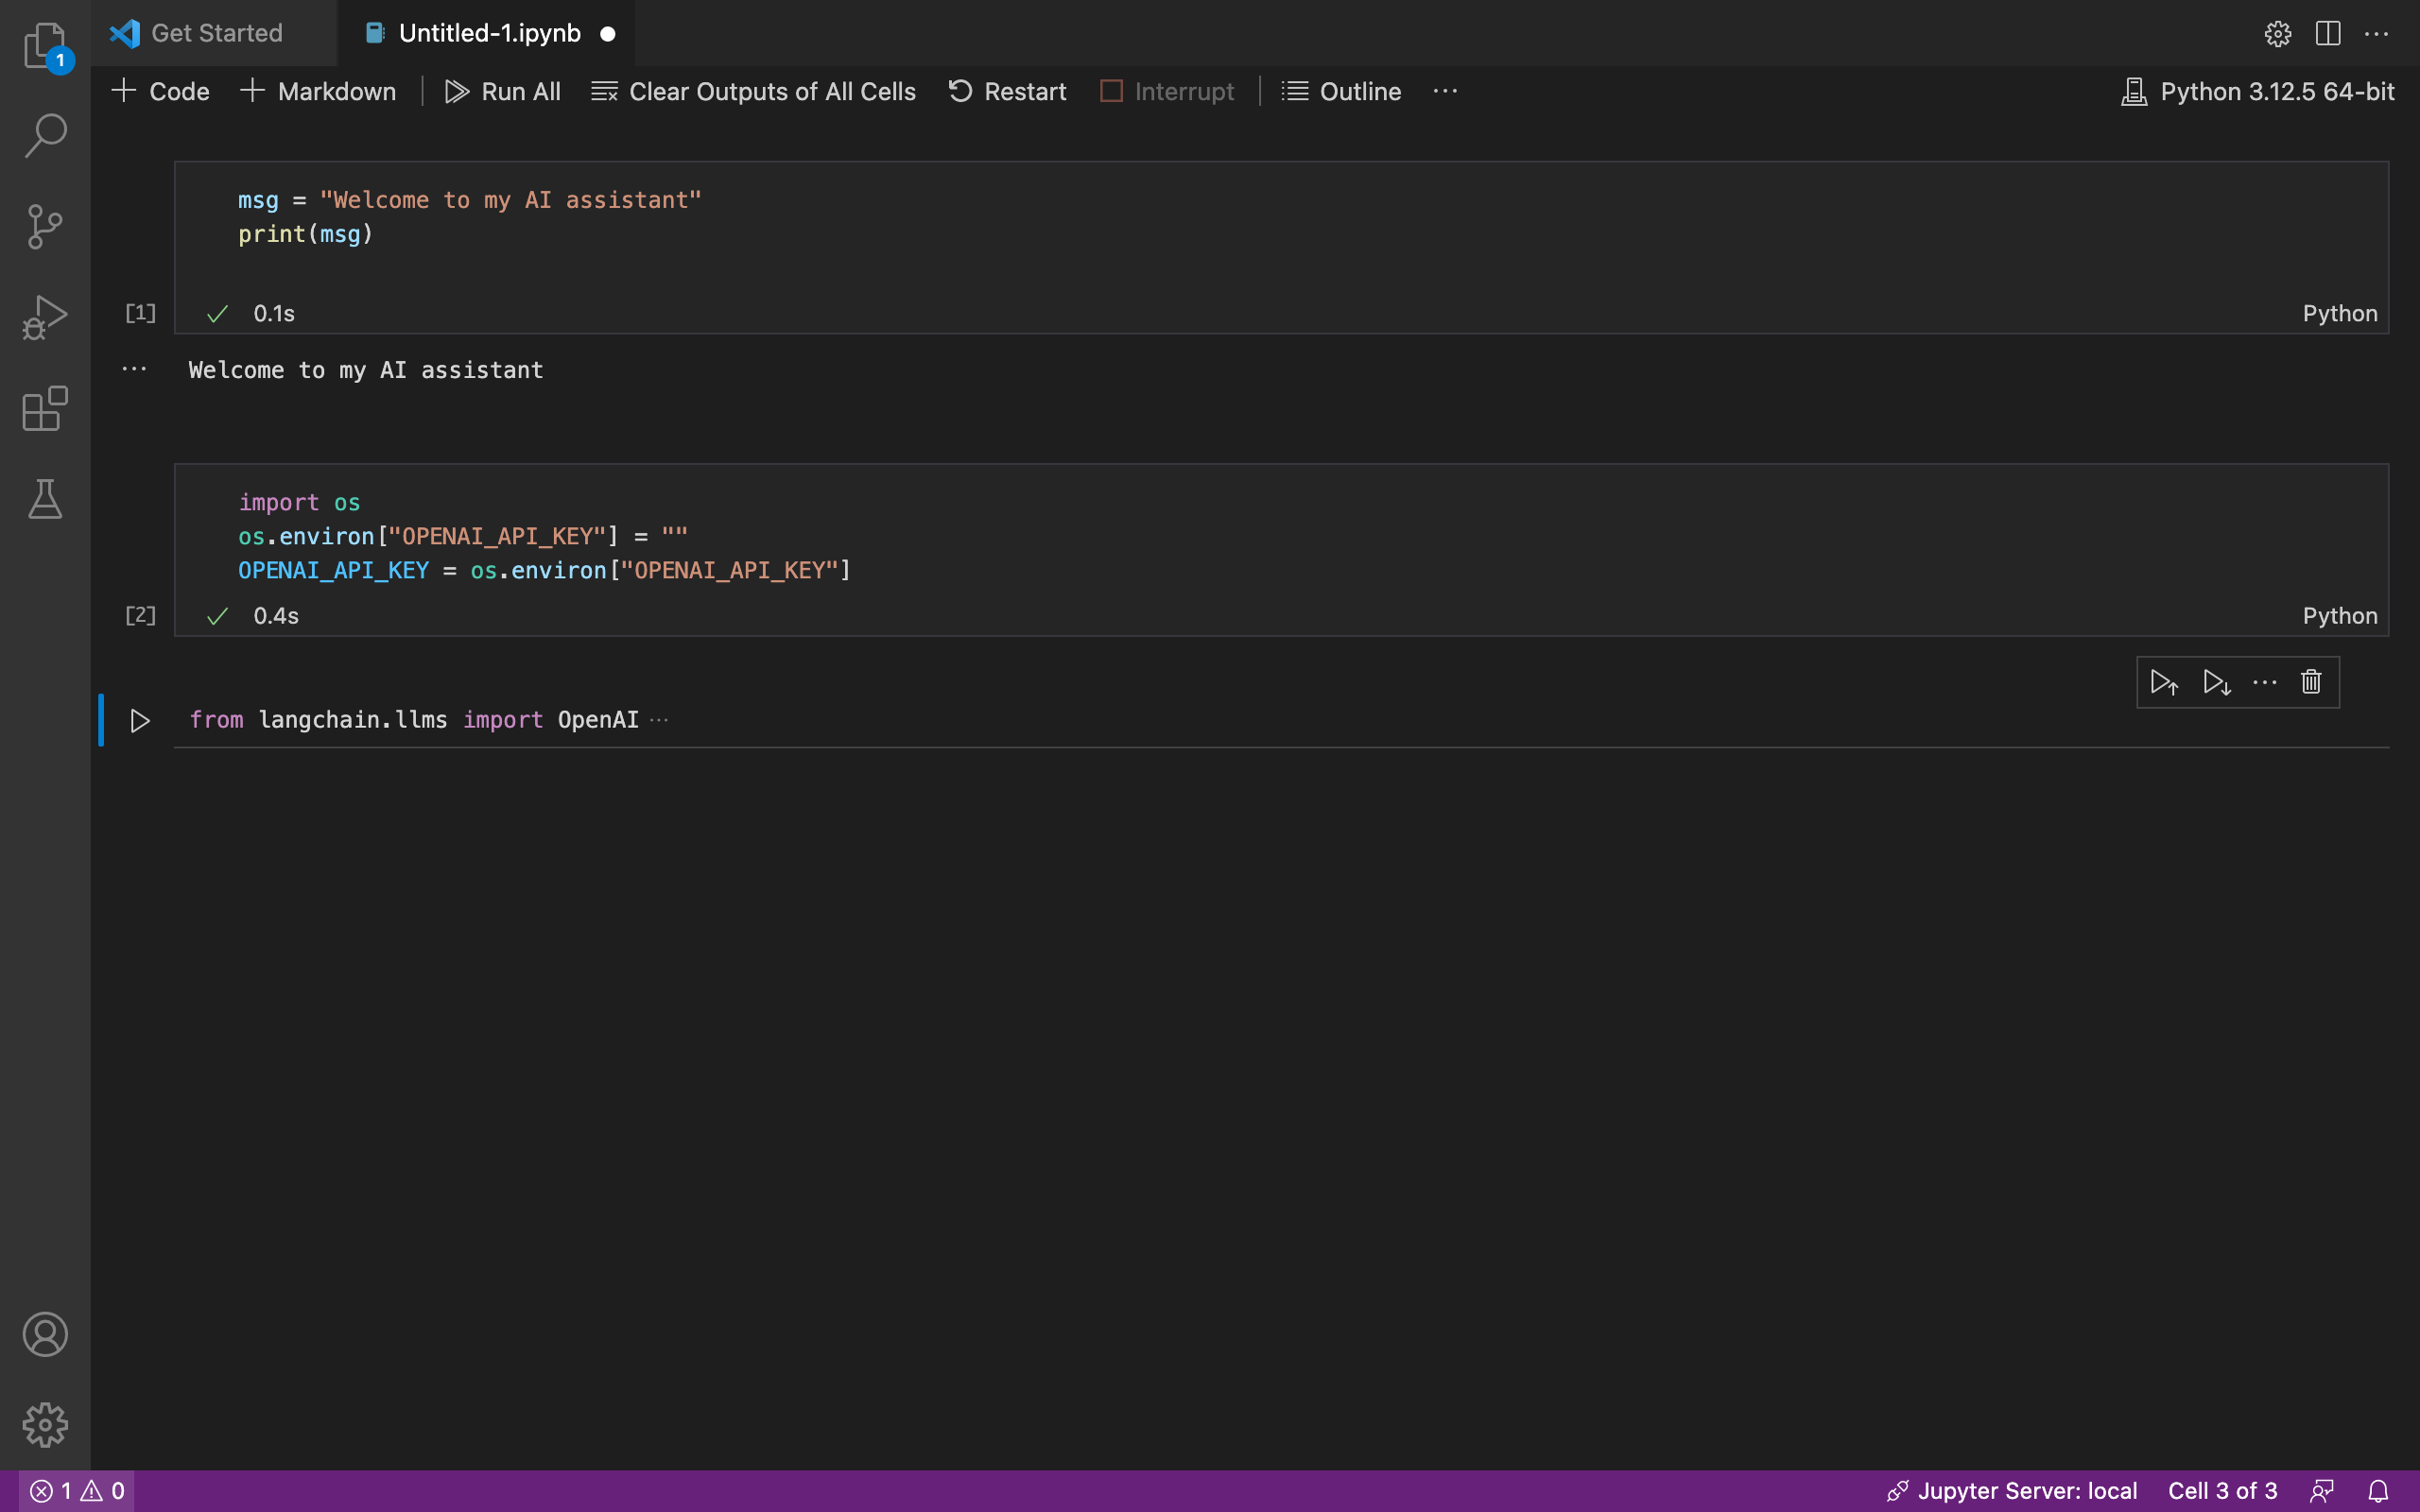 1
Get Started
Untitled-1.ipynb
Code
Markdown
Run All
Clear Outputs of All Cells
Restart
Interrupt
Outline
Python 3.12.5 64-bit
msg = "Welcome to my AI assistant"
print(msg)
[1]
0.1s
Python
Welcome to my AI assistant
import os
os.environ["OPENAI_API_KEY"] = ""
OPENAI_API_KEY = os.environ["OPENAI_API_KEY"]
[2]
0.4s
Python
from langchain.llms import OpenAI ···
1 0
Jupyter Server: local
Cell 3 of 3